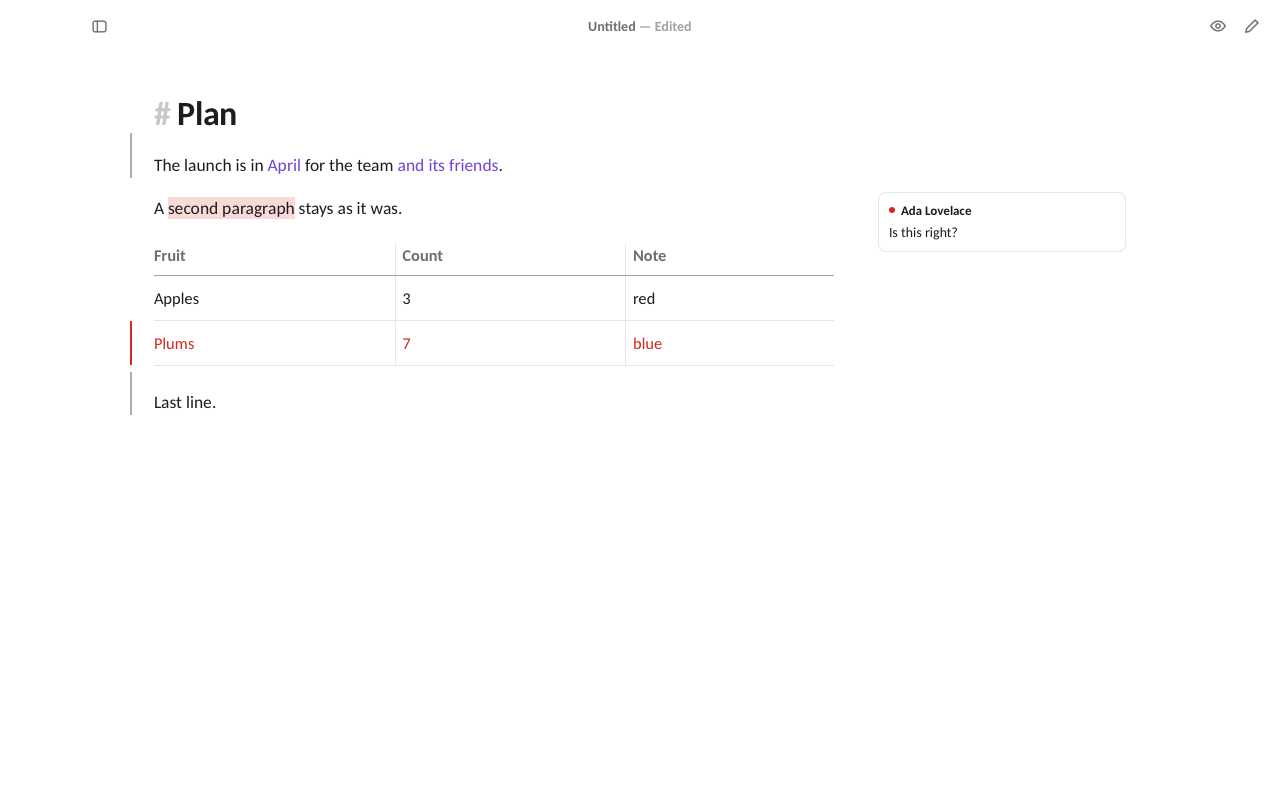 Untitled — Edited
# Plan
The launch is in April for the team and its friends.
A second paragraph stays as it was.
Ada Lovelace
Is this right?
Fruit Count Note
Apples 3 red
Plums 7 blue
Last line.